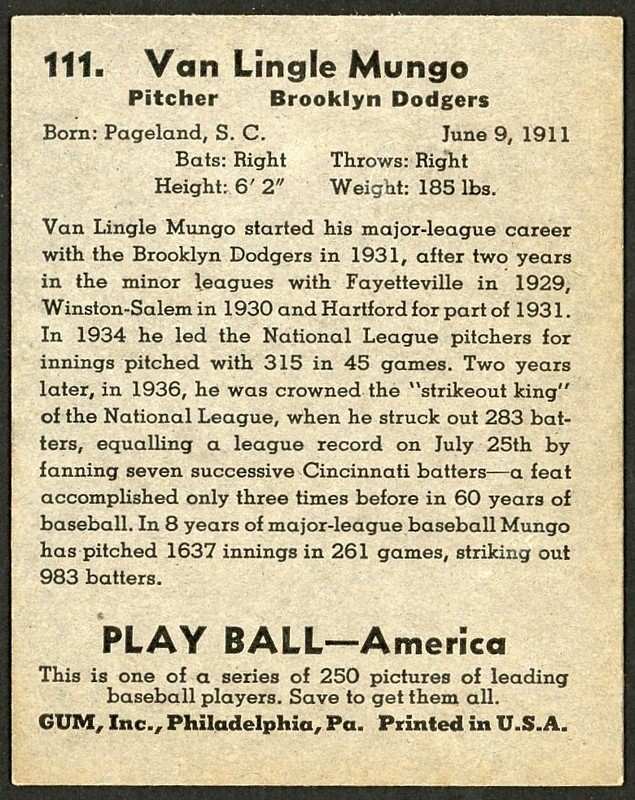 111. Van Lingle Mungo
Pitcher Brooklyn Dodgers
Born: Pageland, S. C. June 9, 1911
Bats: Right Throws: Right
Height: 6′ 2″ Weight: 185 lbs.
Van Lingle Mungo started his major-league career
with the Brooklyn Dodgers in 1931, after two years
in the minor leagues with Fayetteville in 1929,
Winston-Salem in 1930 and Hartford for part of 1931.
In 1934 he led the National League pitchers for
innings pitched with 315 in 45 games. Two years
later, in 1936, he was crowned the "strikeout king"
of the National League, when he struck out 283 bat-
ters, equalling a league record on July 25th by
fanning seven successive Cincinnati batters—a feat
accomplished only three times before in 60 years of
baseball. In 8 years of major-league baseball Mungo
has pitched 1637 innings in 261 games, striking out
983 batters.
PLAY BALL—America
This is one of a series of 250 pictures of leading
baseball players. Save to get them all.
GUM, Inc., Philadelphia, Pa. Printed in U.S.A.